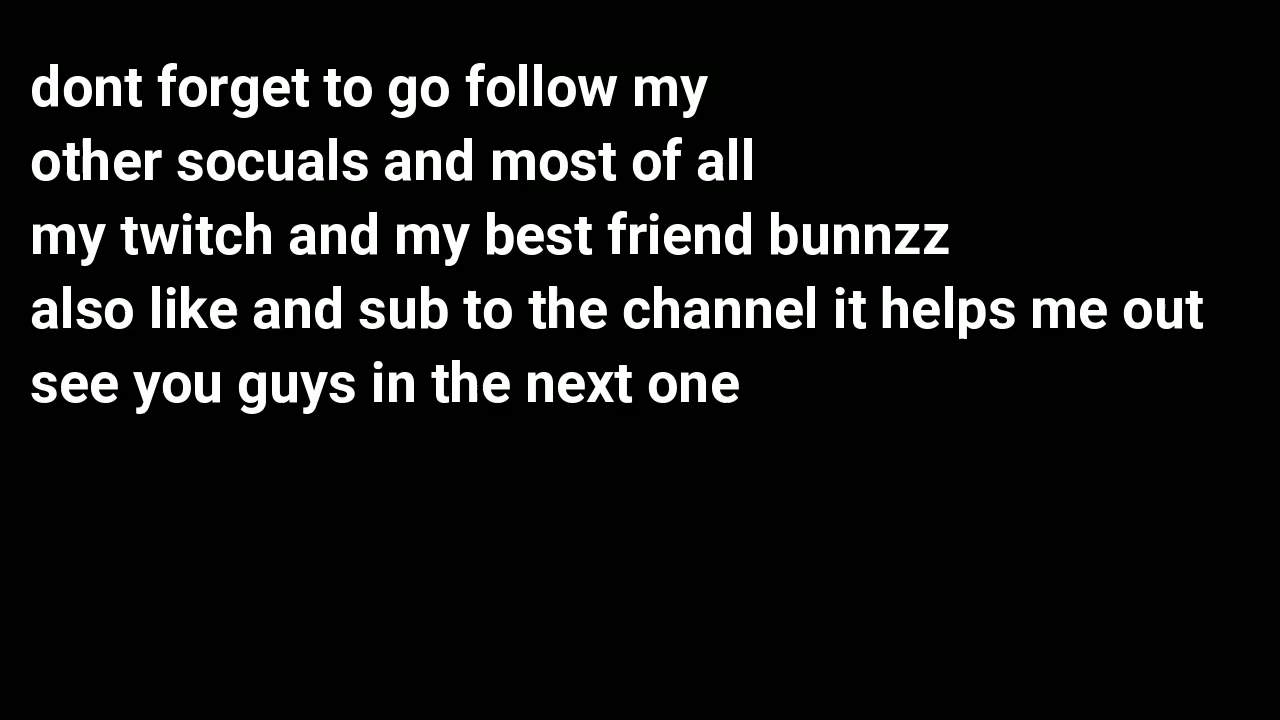 dont forget to go follow my
other socuals and most of all
my twitch and my best friend bunnzz
also like and sub to the channel it helps me out
see you guys in the next one